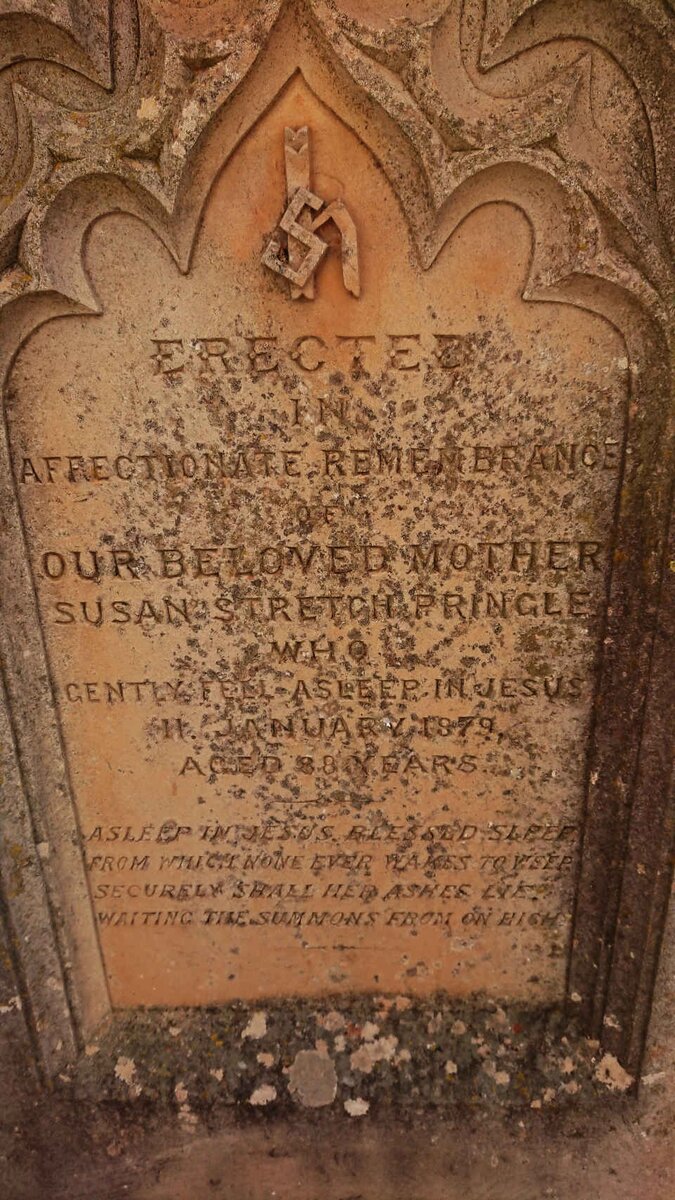 ERECTED
IN
AFFECTIONATE REMEMBRANCE
OF
OUR BELOVED MOTHER
SUSAN STRETCH PRINGLE
WHO
GENTLY FELL ASLEEP IN JESUS
11. JANUARY 1879,
AGED 88 YEARS
ASLEEP IN JESUS. BLESSED SLEEP
FROM WHICH NONE EVER WAKES TO WEEP
SECURELY SHALL HER ASHES LIE,
WAITING THE SUMMONS FROM ON HIGH.